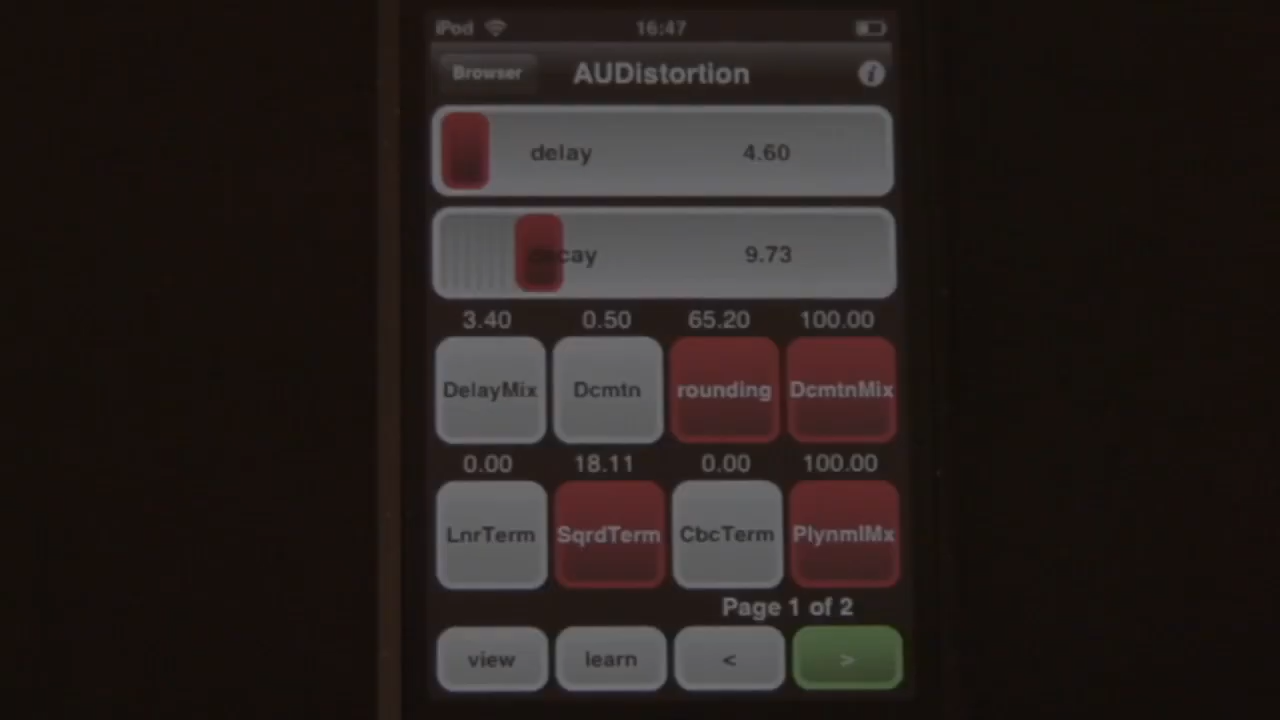 iPod 16:47
Browser AUDistortion i
delay 4.60
cay 9.73
3.40 0.50 65.20 100.00
DelayMix Dcmtn rounding DcmtnMix
0.00 18.11 0.00 100.00
LnrTerm SqrdTerm CbcTerm PlynmlMx
Page 1 of 2
view learn < >